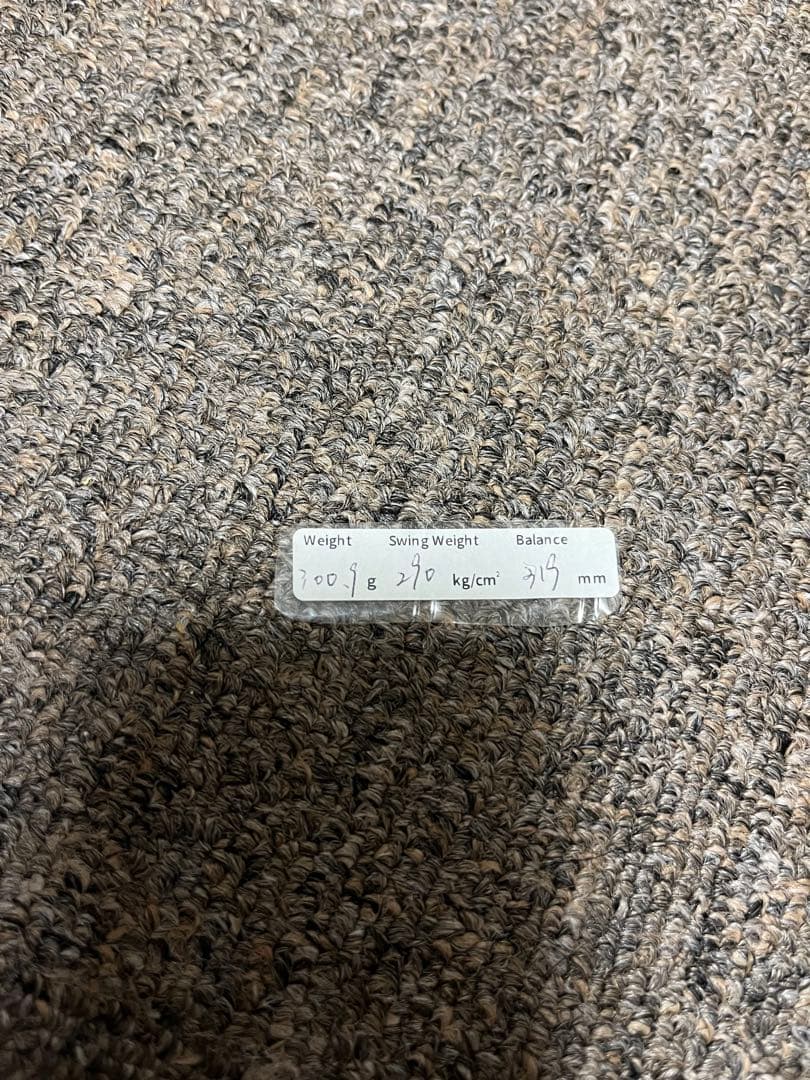 Weight Swing Weight Balance
300.9 g 290 kg/cm² 319 mm